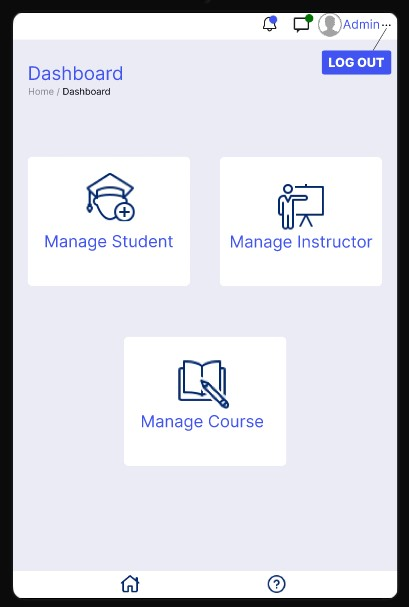 Admin...
LOG OUT
Dashboard
Home / Dashboard
Manage Student
Manage Instructor
Manage Course